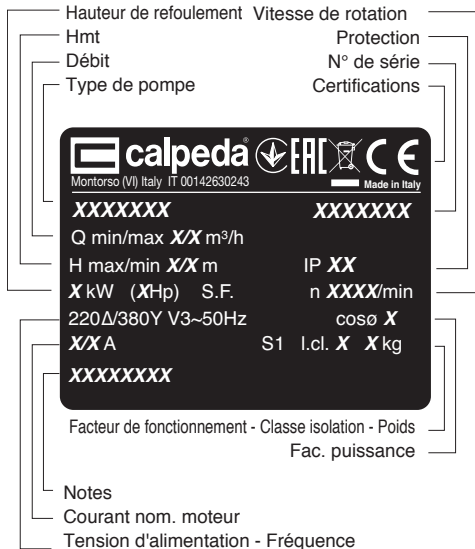 Hauteur de refoulement Vitesse de rotation
Hmt Protection
Débit N° de série
Type de pompe Certifications
calpeda® EAC CE
Montorso (VI) Italy IT 00142630243 Made in Italy
XXXXXXX XXXXXXX
Q min/max X/X m³/h
H max/min X/X m IP XX
X kW (XHp) S.F. n XXXX/min
220Δ/380Y V3~50Hz cosø X
X/X A S1 I.cl. X X kg
XXXXXXXX
Facteur de fonctionnement - Classe isolation - Poids
Fac. puissance
Notes
Courant nom. moteur
Tension d'alimentation - Fréquence